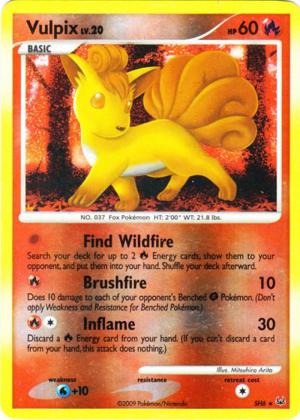 Vulpix LV.20 HP 60
BASIC
NO. 037 Fox Pokémon HT: 2'00" WT: 21.8 lbs.
Find Wildfire
Search your deck for up to 2 Energy cards, show them to your
opponent, and put them into your hand. Shuffle your deck afterward.
Brushfire 10
Does 10 damage to each of your opponent's Benched Pokémon. (Don't
apply Weakness and Resistance for Benched Pokémon.)
Inflame 30
Discard a Energy card from your hand. (If you can't discard a card from
your hand, this attack does nothing.)
Illus. Mitsuhiro Arita
weakness resistance retreat cost
+10
©2009 Pokémon/Nintendo SH6 ★